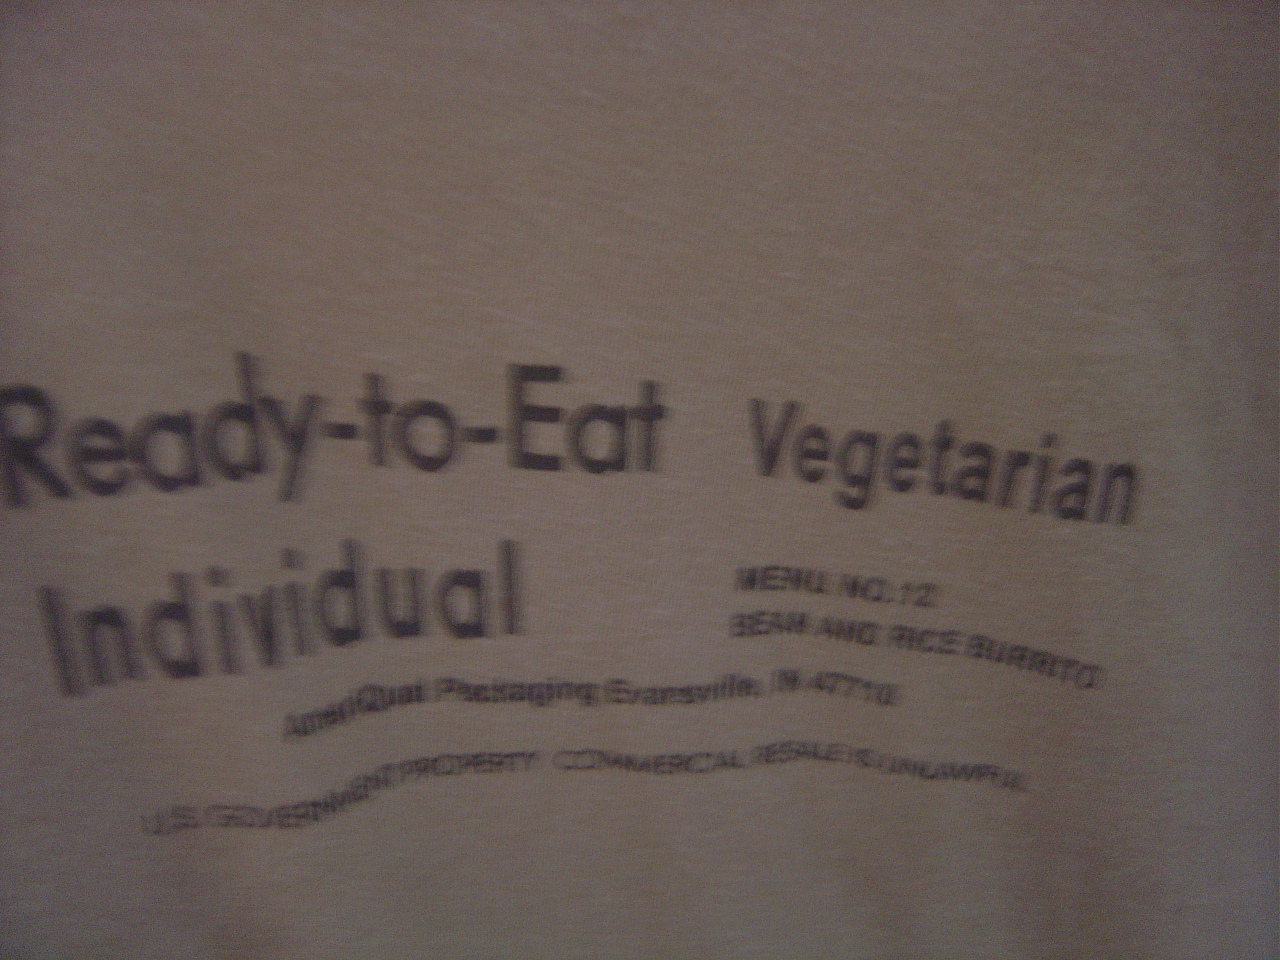 Ready-to-Eat Vegetarian
Individual
MENU NO. 12
BEAN AND RICE BURRITO
AmeriQual Packaging Evansville, IN 47710
U.S. GOVERNMENT PROPERTY COMMERCIAL RESALE IS UNLAWFUL